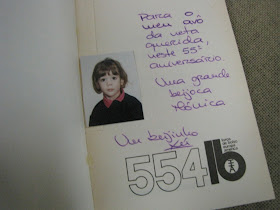 Para o
meu avô
da neta
querida,
neste 55º
aniversário
Uma grande
beijoca
Um beijinho
554